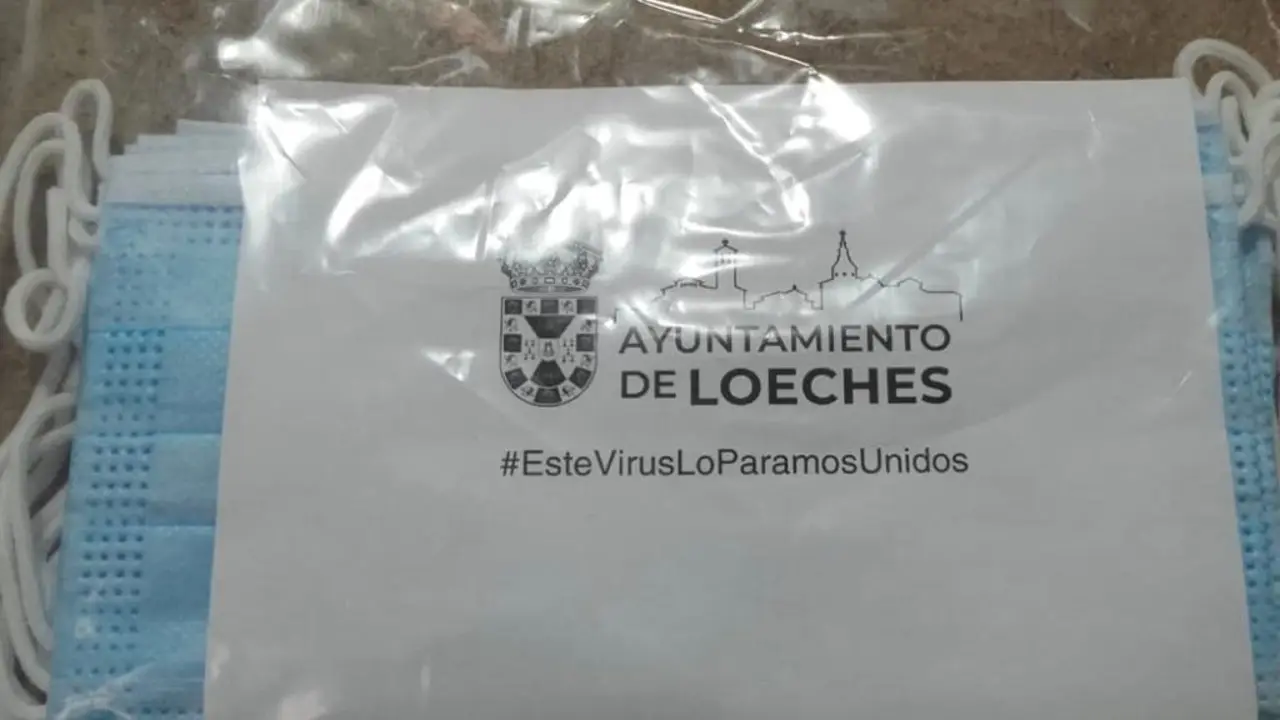 AYUNTAMIENTO
DE LOECHES
#EsteVirusLoParamosUnidos